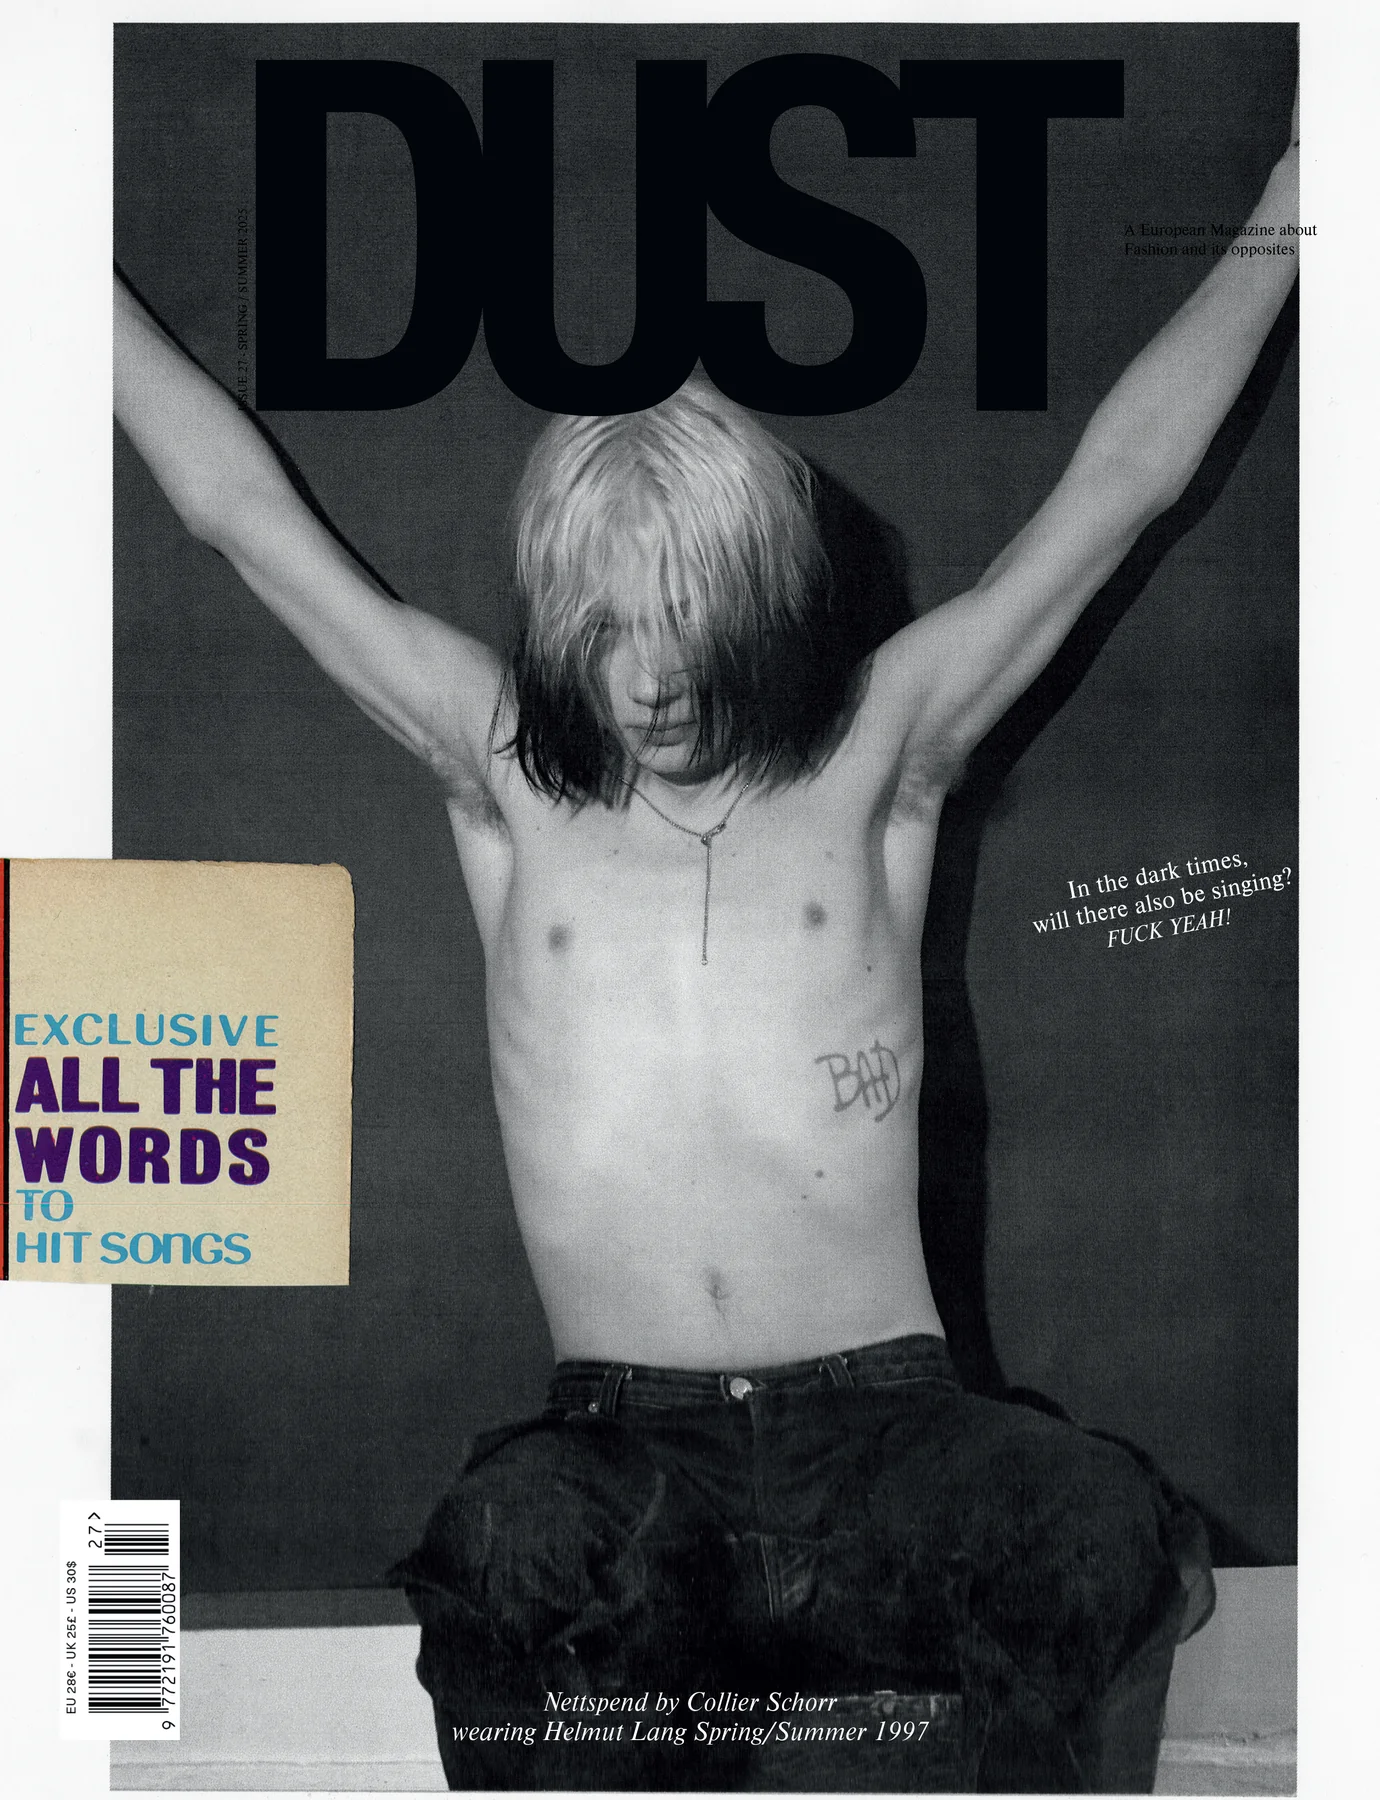 DUST
ISSUE 27 - SPRING / SUMMER 2025
A European Magazine about
Fashion and its opposites
In the dark times,
will there also be singing?
FUCK YEAH!
BAD
EXCLUSIVE
ALL THE
WORDS
TO
HIT SONGS
EU 28€ - UK 25£ - US 30$
27>
9 772191 760087
Nettspend by Collier Schorr
wearing Helmut Lang Spring/Summer 1997